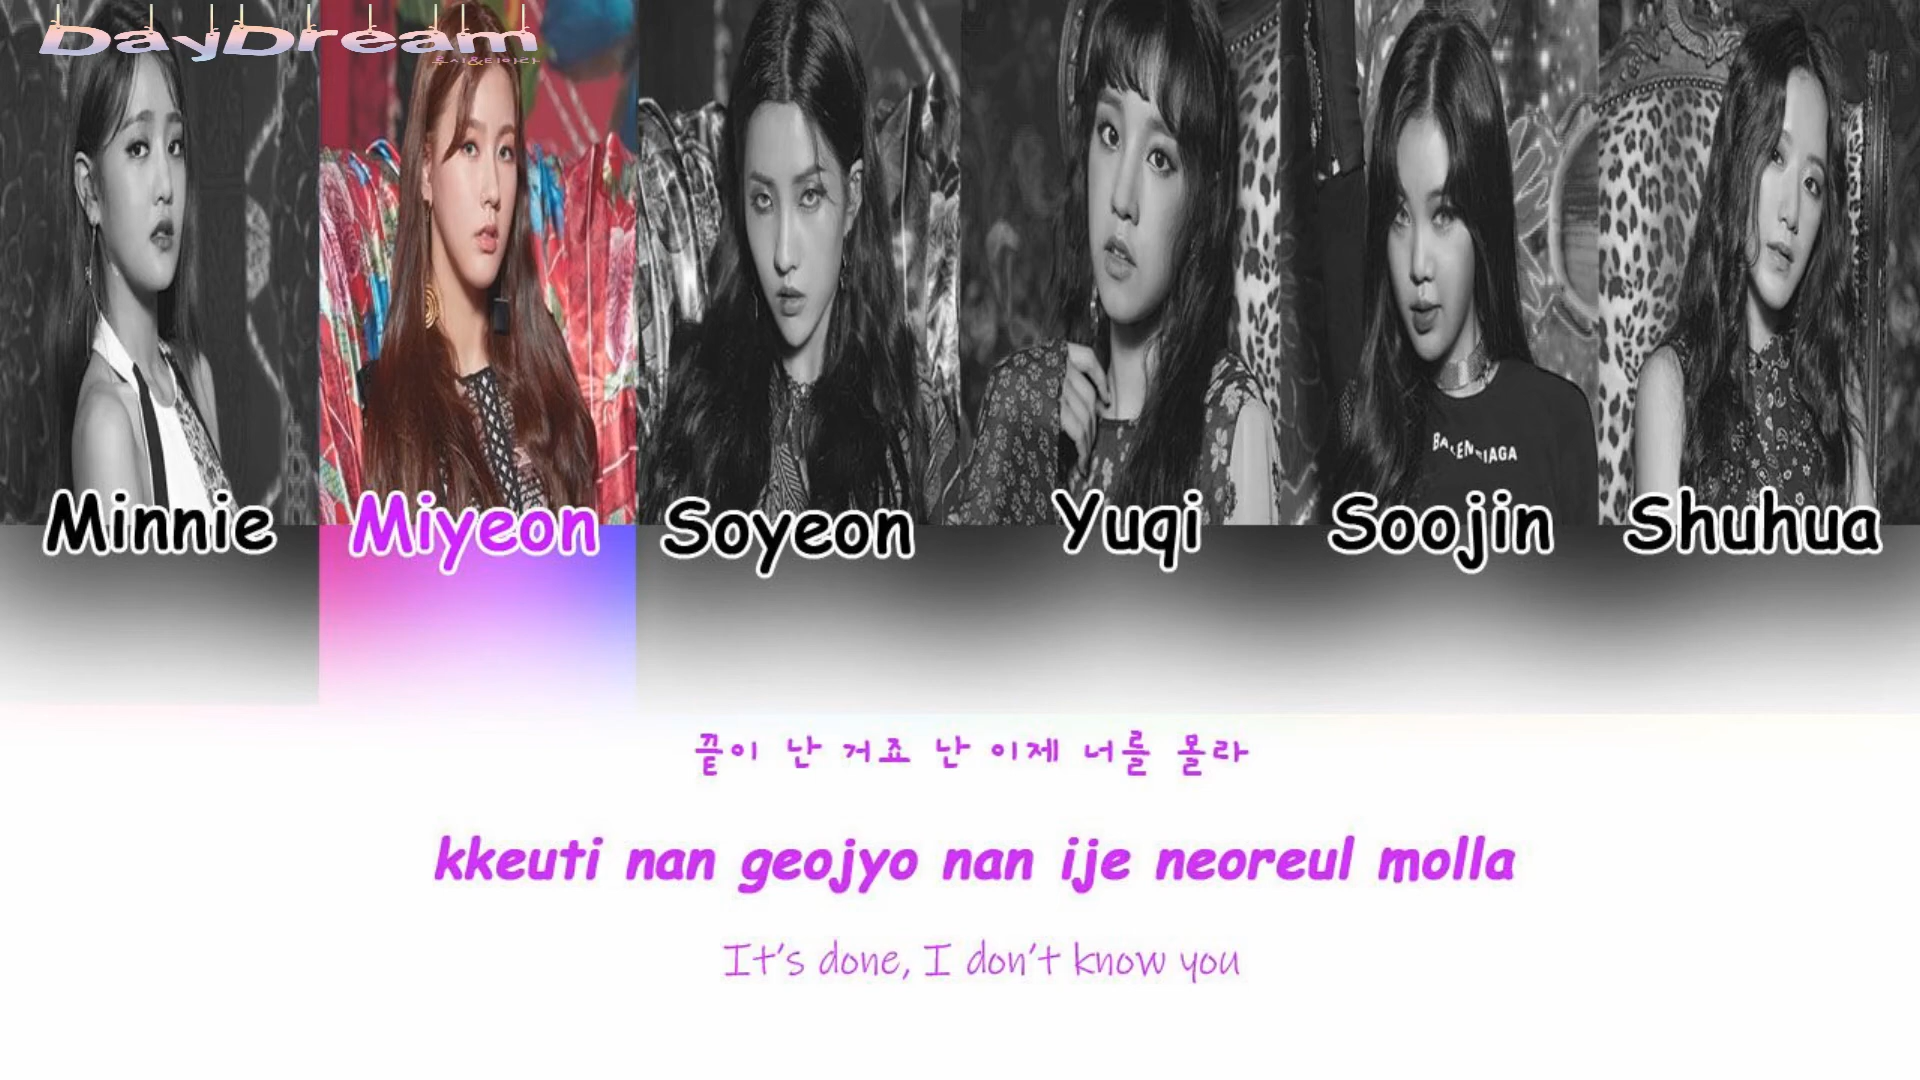 DayDream
Minnie Miyeon Soyeon Yuqi Soojin Shuhua
끝이 난 거죠 난 이제 너를 몰라
kkeuti nan geojyo nan ije neoreul molla
It's done, I don't know you